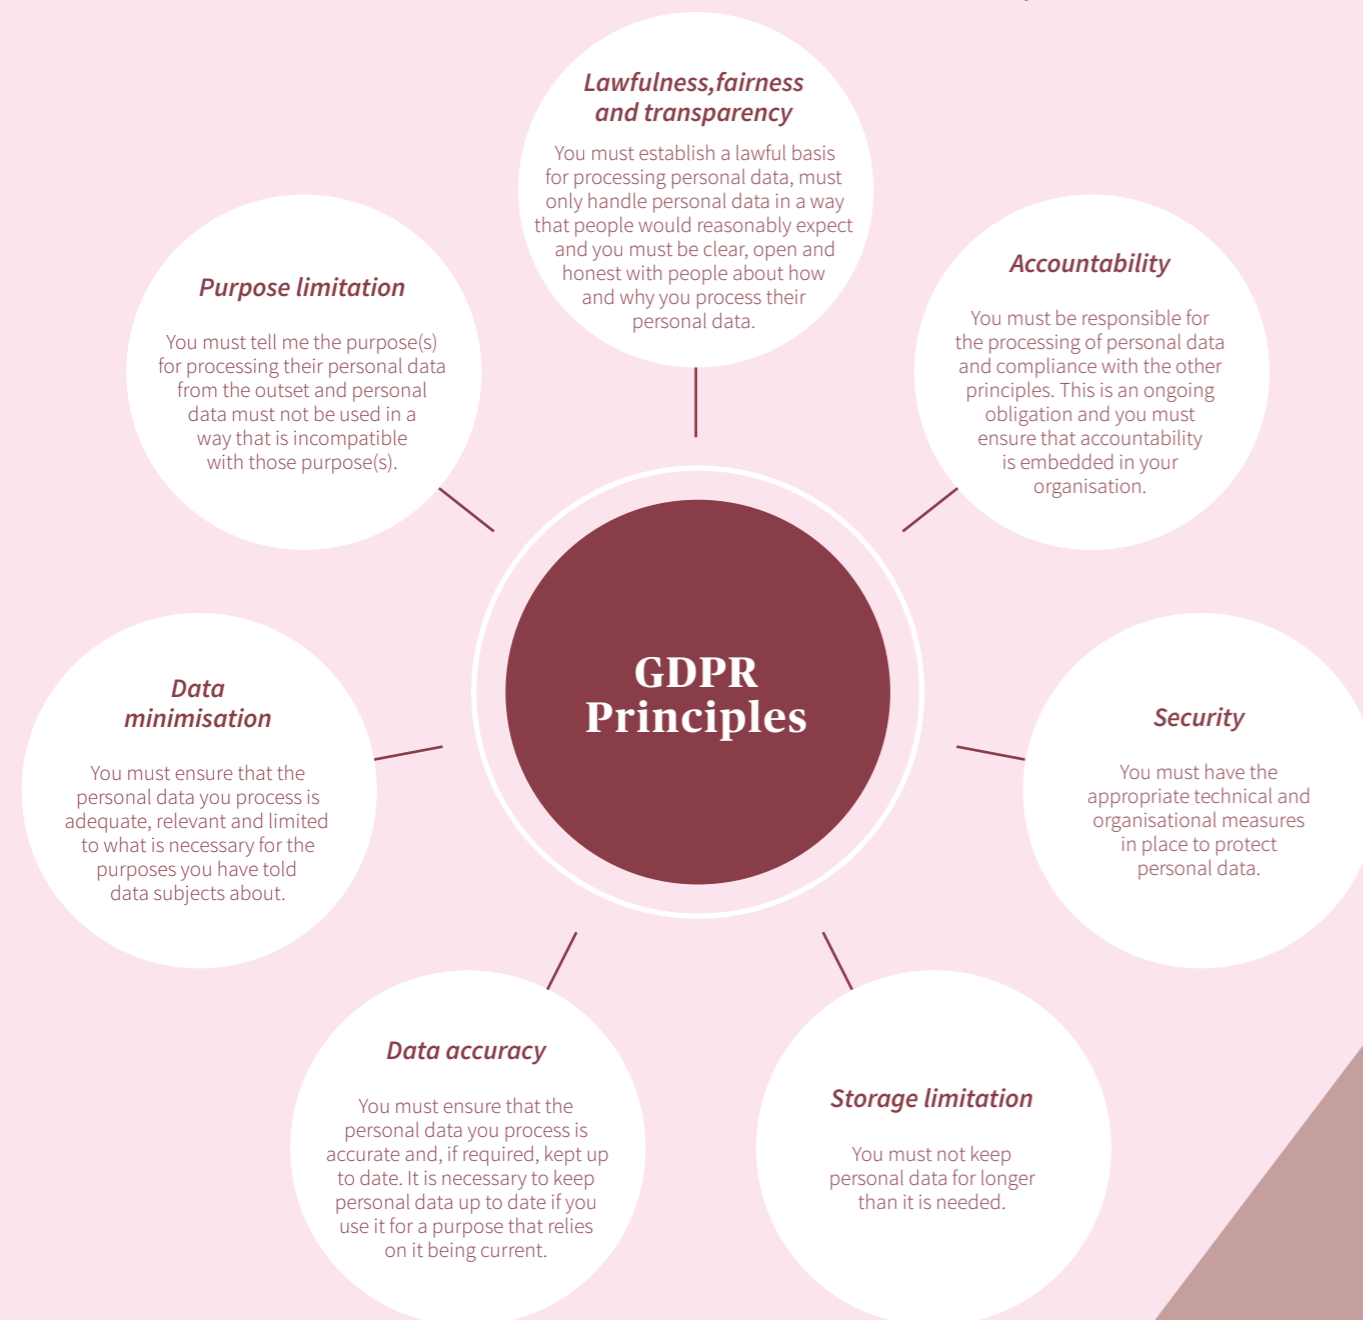 Lawfulness,fairness
and transparency
You must establish a lawful basis
for processing personal data, must
only handle personal data in a way
that people would reasonably expect
and you must be clear, open and
honest with people about how
and why you process their
personal data.
Accountability
You must be responsible for
the processing of personal data
and compliance with the other
principles. This is an ongoing
obligation and you must
ensure that accountability
is embedded in your
organisation.
Purpose limitation
You must tell me the purpose(s)
for processing their personal data
from the outset and personal
data must not be used in a
way that is incompatible
with those purpose(s).
GDPR
Principles
Data
minimisation
You must ensure that the
personal data you process is
adequate, relevant and limited
to what is necessary for the
purposes you have told
data subjects about.
Security
You must have the
appropriate technical and
organisational measures
in place to protect
personal data.
Data accuracy
You must ensure that the
personal data you process is
accurate and, if required, kept up
to date. It is necessary to keep
personal data up to date if you
use it for a purpose that relies
on it being current.
Storage limitation
You must not keep
personal data for longer
than it is needed.